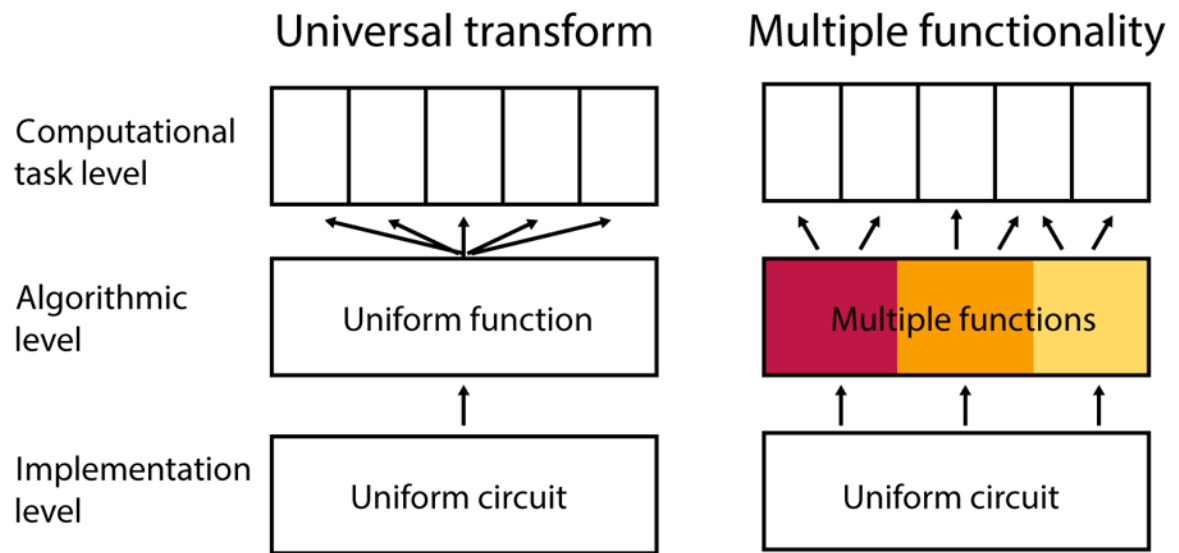 Universal transform
Multiple functionality
Computational
task level
Algorithmic
level
Uniform function
Multiple functions
Implementation
level
Uniform circuit
Uniform circuit